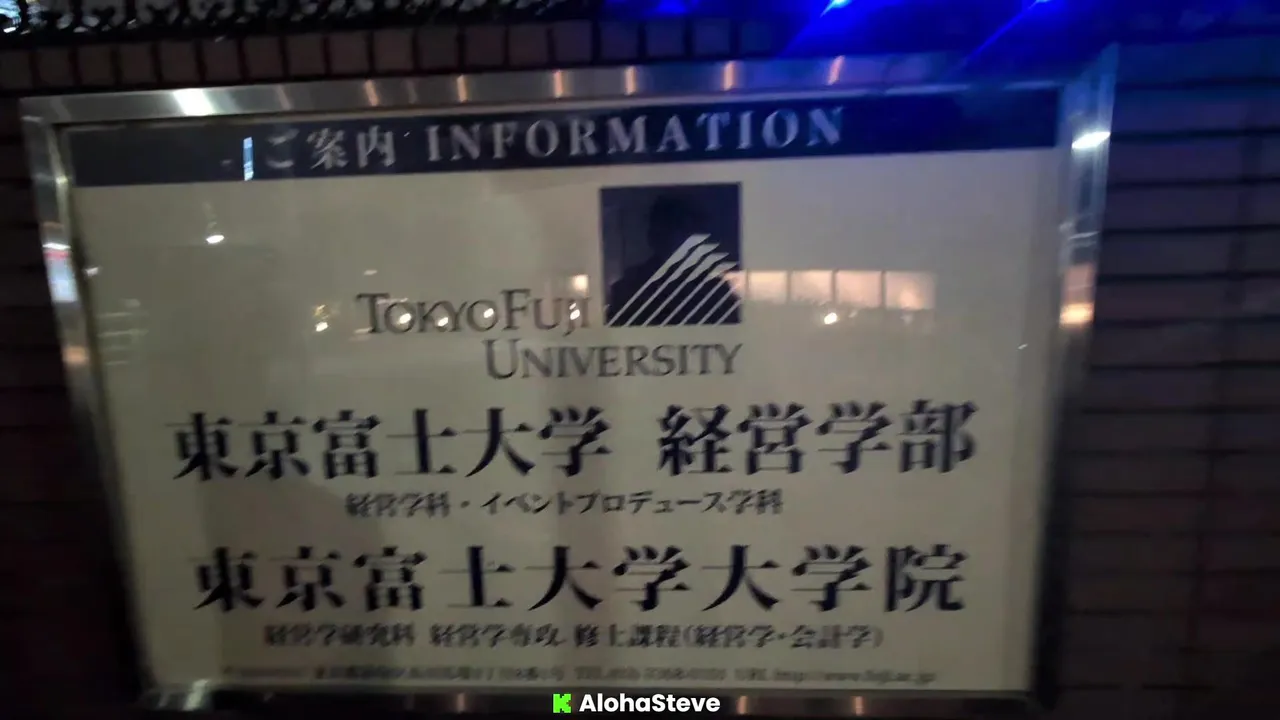 ご案内 INFORMATION
TOKYO FUJI
UNIVERSITY
東京富士大学 経営学部
経営学科・イベントプロデュース学科
東京富士大学大学院
経営学研究科 経営学専攻 修士課程(経営学・会計学)
AlohaSteve